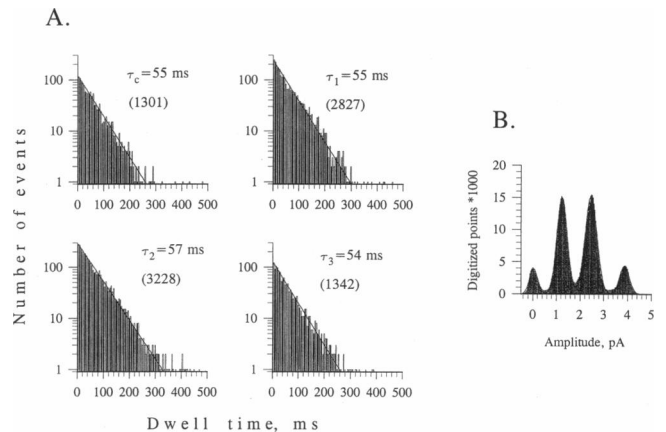 A.
τc=55 ms
(1301)
τ1=55 ms
(2827)
100
10
1
0 100 200 300 400 500
100
10
1
0 100 200 300 400 500
τ2=57 ms
(3228)
τ3=54 ms
(1342)
100
10
1
0 100 200 300 400 500
100
10
1
0 100 200 300 400 500
Number of events
Dwell time, ms
B.
Digitized points *1000
20
15
10
5
0
0 1 2 3 4 5
Amplitude, pA